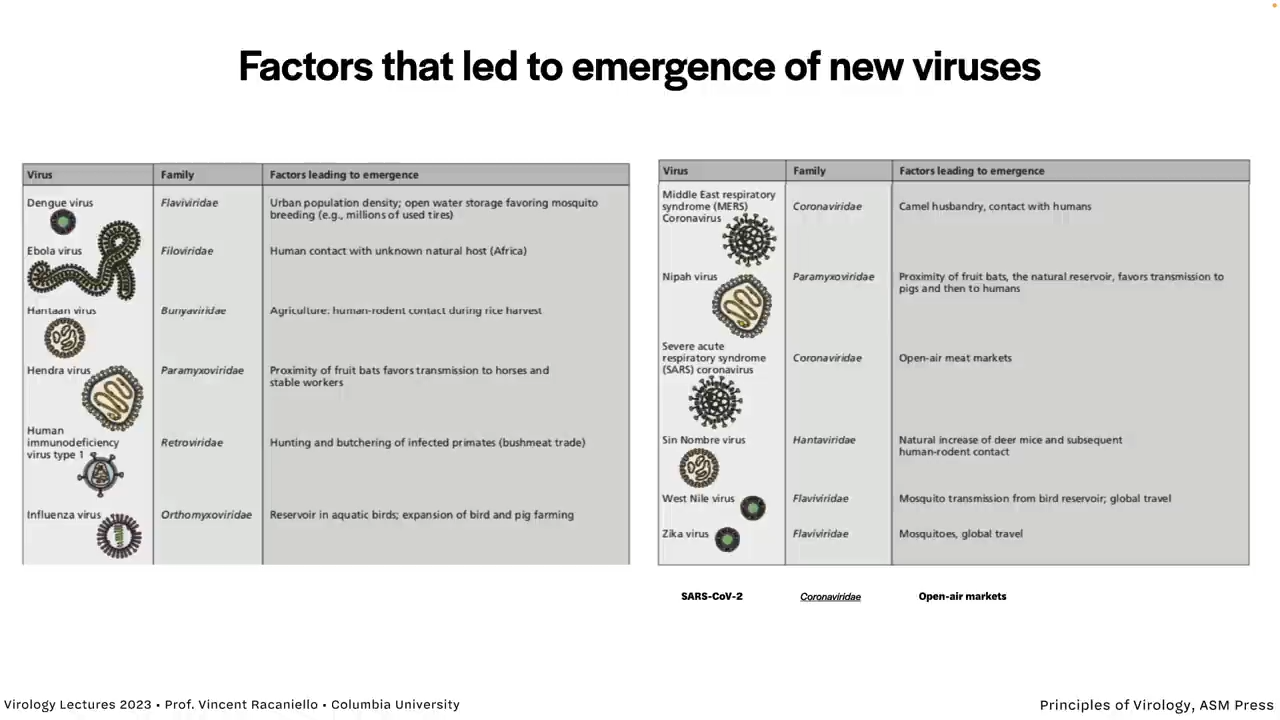 Factors that led to emergence of new viruses
Virus Family Factors leading to emergence
Dengue virus Flaviviridae Urban population density; open water storage favoring mosquito
breeding (e.g., millions of used tires)
Ebola virus Filoviridae Human contact with unknown natural host (Africa)
Hantaan virus Bunyaviridae Agriculture: human-rodent contact during rice harvest
Hendra virus Paramyxoviridae Proximity of fruit bats favors transmission to horses and
stable workers
Human
immunodeficiency
virus type 1 Retroviridae Hunting and butchering of infected primates (bushmeat trade)
Influenza virus Orthomyxoviridae Reservoir in aquatic birds; expansion of bird and pig farming
Virus Family Factors leading to emergence
Middle East respiratory
syndrome (MERS) Coronaviridae Camel husbandry, contact with humans
Coronavirus
Nipah virus Paramyxoviridae Proximity of fruit bats, the natural reservoir, favors transmission to
pigs and then to humans
Severe acute
respiratory syndrome Coronaviridae Open-air meat markets
(SARS) coronavirus
Sin Nombre virus Hantaviridae Natural increase of deer mice and subsequent
human-rodent contact
West Nile virus Flaviviridae Mosquito transmission from bird reservoir; global travel
Zika virus Flaviviridae Mosquitoes, global travel
SARS-CoV-2 Coronaviridae Open-air markets
Virology Lectures 2023 • Prof. Vincent Racaniello • Columbia University
Principles of Virology, ASM Press